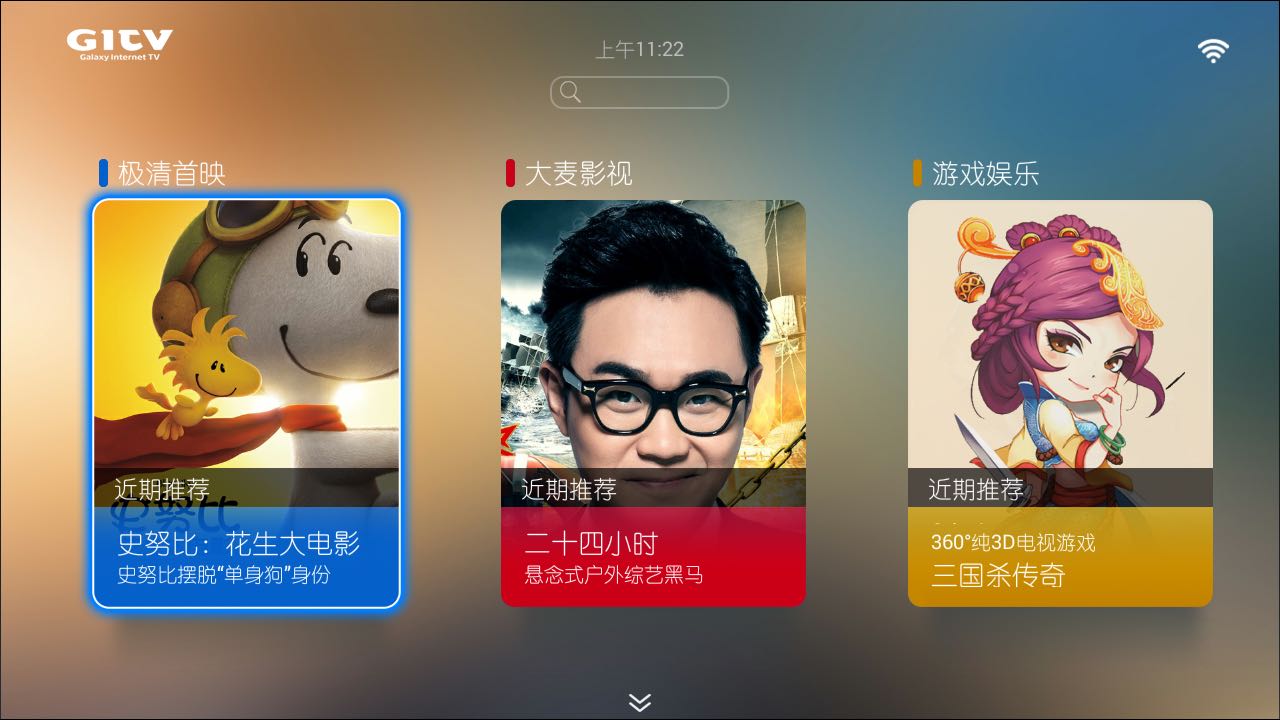 GITV
Galaxy Internet TV
上午11:22
极清首映
大麦影视
游戏娱乐
近期推荐
史努比：花生大电影
史努比摆脱“单身狗”身份
近期推荐
二十四小时
悬念式户外综艺黑马
近期推荐
360°纯3D电视游戏
三国杀传奇